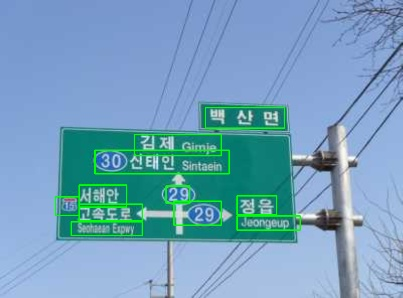 백산면
김제 Gimje
30 신태인 Sintaein
서해안
29
15 고속도로
29
정읍
Seohaean Expwy
Jeongeup